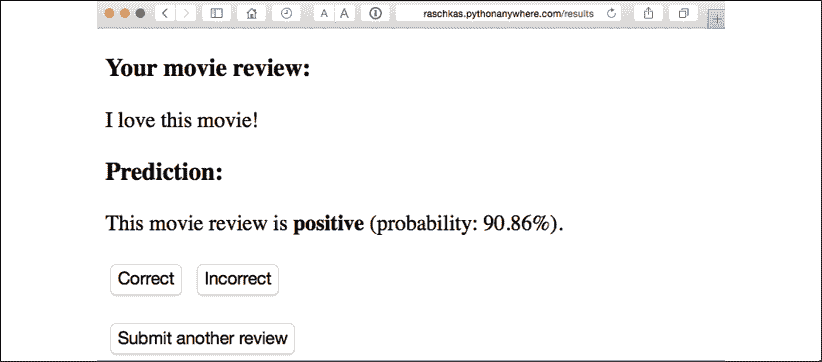 A A raschkas.pythonanywhere.com/results
Your movie review:
I love this movie!
Prediction:
This movie review is positive (probability: 90.86%).
Correct Incorrect
Submit another review